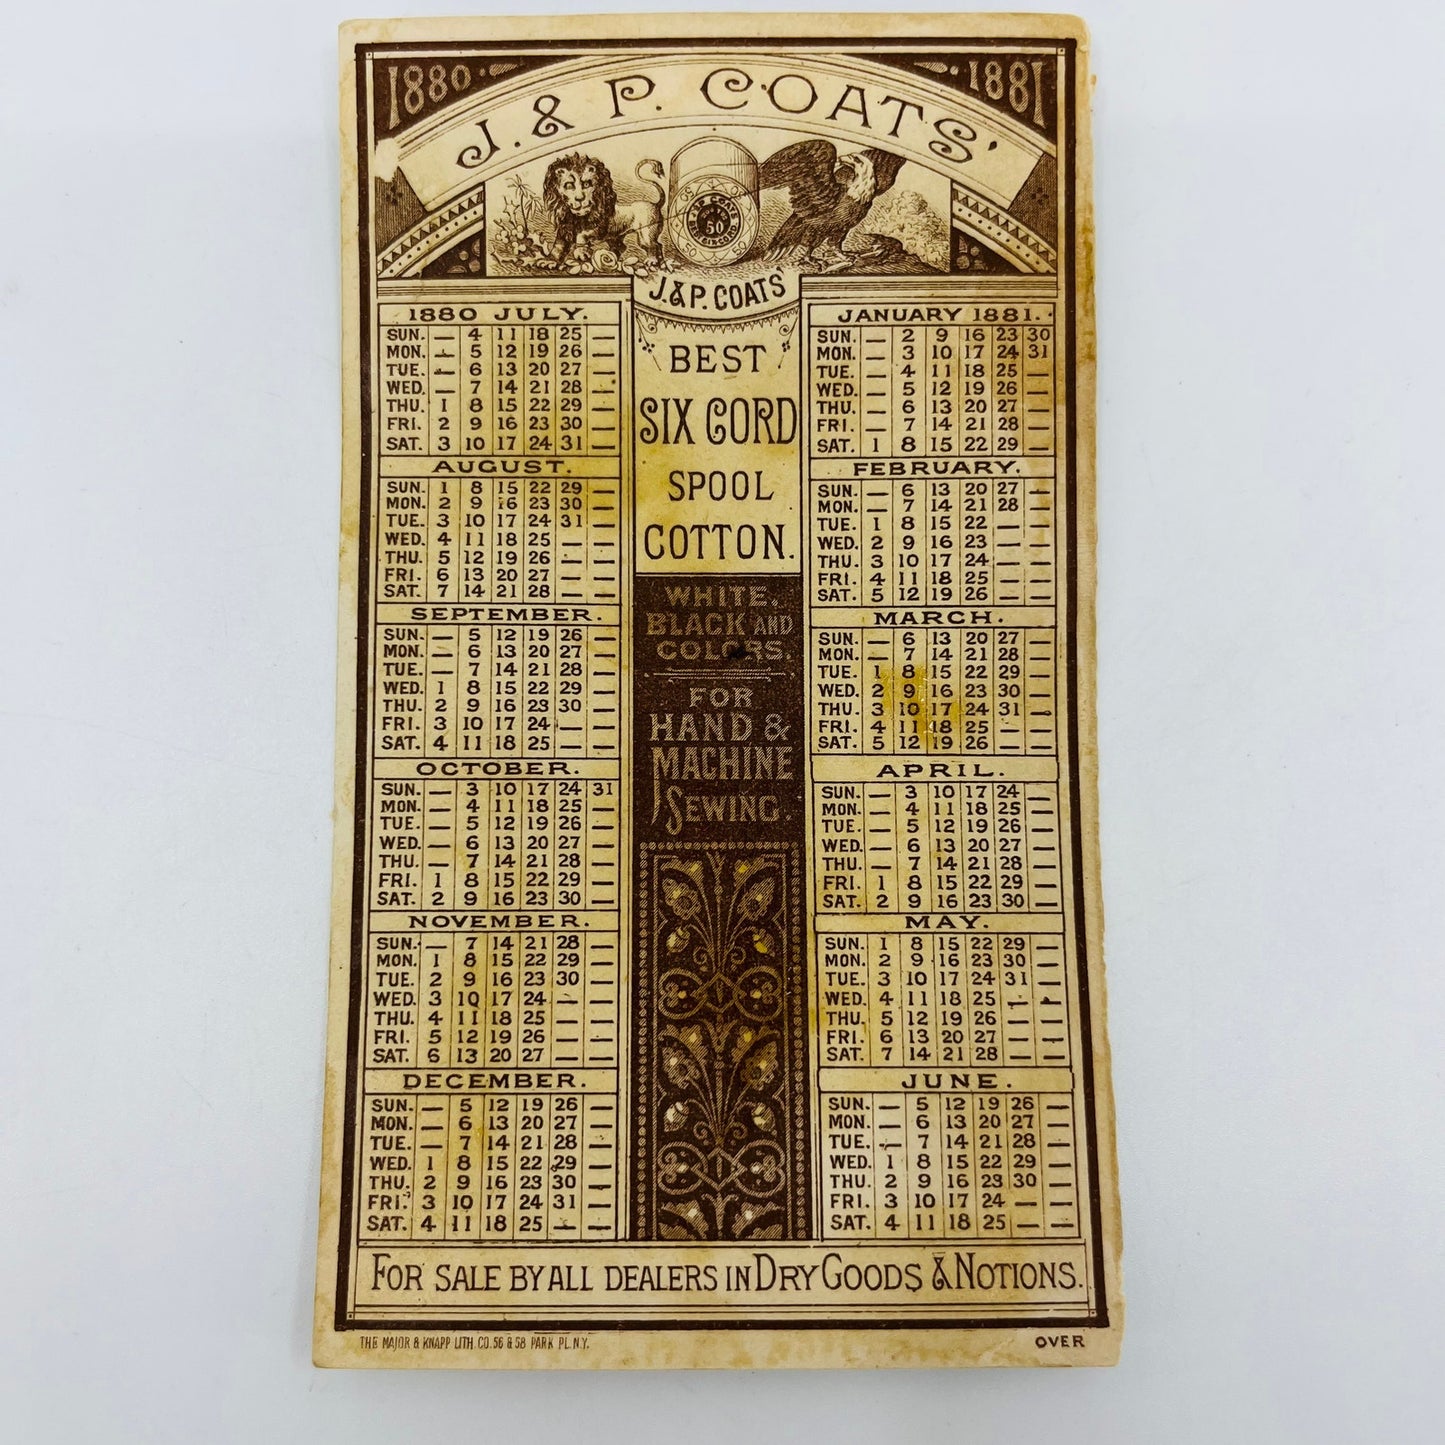 1880 1881
J. & P. COATS'
J & P COATS
50
BEST SIX CORD
J. & P. COATS'
BEST
SIX CORD
SPOOL
COTTON.
WHITE,
BLACK AND
COLORS.
FOR
HAND &
MACHINE
SEWING.
1880 JULY.
SUN. — 4 11 18 25 —
MON. — 5 12 19 26 —
TUE. — 6 13 20 27 —
WED. — 7 14 21 28 —
THU. 1 8 15 22 29 —
FRI. 2 9 16 23 30 —
SAT. 3 10 17 24 31 —
AUGUST.
SUN. 1 8 15 22 29 —
MON. 2 9 16 23 30 —
TUE. 3 10 17 24 31 —
WED. 4 11 18 25 — —
THU. 5 12 19 26 — —
FRI. 6 13 20 27 — —
SAT. 7 14 21 28 — —
SEPTEMBER.
SUN. — 5 12 19 26 —
MON. — 6 13 20 27 —
TUE. — 7 14 21 28 —
WED. 1 8 15 22 29 —
THU. 2 9 16 23 30 —
FRI. 3 10 17 24 — —
SAT. 4 11 18 25 — —
OCTOBER.
SUN. — 3 10 17 24 31
MON. — 4 11 18 25 —
TUE. — 5 12 19 26 —
WED. — 6 13 20 27 —
THU. — 7 14 21 28 —
FRI. 1 8 15 22 29 —
SAT. 2 9 16 23 30 —
NOVEMBER.
SUN. — 7 14 21 28 —
MON. 1 8 15 22 29 —
TUE. 2 9 16 23 30 —
WED. 3 10 17 24 — —
THU. 4 11 18 25 — —
FRI. 5 12 19 26 — —
SAT. 6 13 20 27 — —
DECEMBER.
SUN. — 5 12 19 26 —
MON. — 6 13 20 27 —
TUE. — 7 14 21 28 —
WED. 1 8 15 22 29 —
THU. 2 9 16 23 30 —
FRI. 3 10 17 24 31 —
SAT. 4 11 18 25 — —
JANUARY 1881.
SUN. — 2 9 16 23 30
MON. — 3 10 17 24 31
TUE. — 4 11 18 25 —
WED. — 5 12 19 26 —
THU. — 6 13 20 27 —
FRI. — 7 14 21 28 —
SAT. 1 8 15 22 29 —
FEBRUARY.
SUN. — 6 13 20 27 —
MON. — 7 14 21 28 —
TUE. 1 8 15 22 — —
WED. 2 9 16 23 — —
THU. 3 10 17 24 — —
FRI. 4 11 18 25 — —
SAT. 5 12 19 26 — —
MARCH.
SUN. — 6 13 20 27 —
MON. — 7 14 21 28 —
TUE. 1 8 15 22 29 —
WED. 2 9 16 23 30 —
THU. 3 10 17 24 31 —
FRI. 4 11 18 25 — —
SAT. 5 12 19 26 — —
APRIL.
SUN. — 3 10 17 24 —
MON. — 4 11 18 25 —
TUE. — 5 12 19 26 —
WED. — 6 13 20 27 —
THU. — 7 14 21 28 —
FRI. 1 8 15 22 29 —
SAT. 2 9 16 23 30 —
MAY.
SUN. 1 8 15 22 29 —
MON. 2 9 16 23 30 —
TUE. 3 10 17 24 31 —
WED. 4 11 18 25 — —
THU. 5 12 19 26 — —
FRI. 6 13 20 27 — —
SAT. 7 14 21 28 — —
JUNE.
SUN. — 5 12 19 26 —
MON. — 6 13 20 27 —
TUE. — 7 14 21 28 —
WED. 1 8 15 22 29 —
THU. 2 9 16 23 30 —
FRI. 3 10 17 24 — —
SAT. 4 11 18 25 — —
FOR SALE BY ALL DEALERS IN DRY GOODS & NOTIONS.
THE MAJOR & KNAPP LITH. CO. 56 & 58 PARK PL. N.Y.
OVER